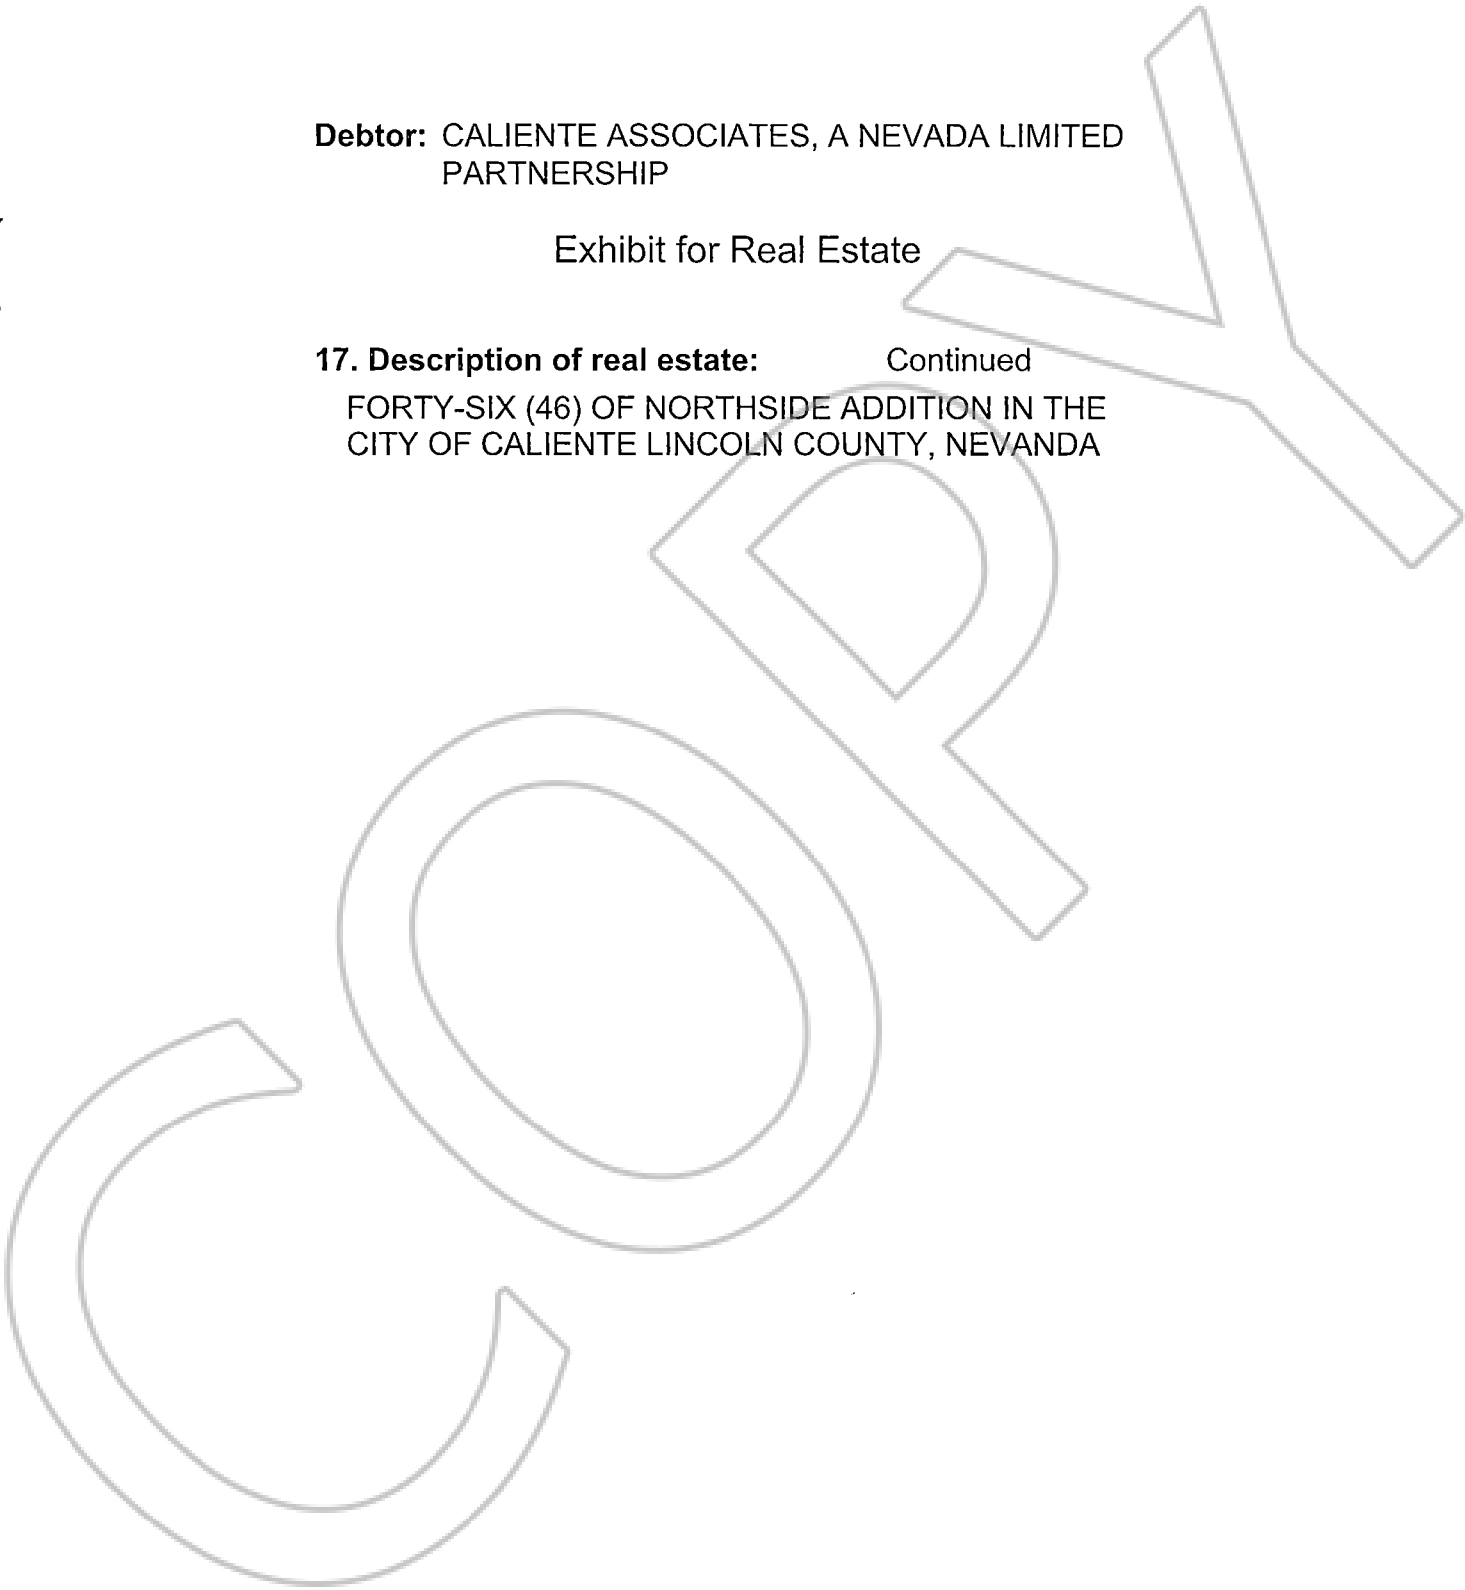 Debtor: CALIENTE ASSOCIATES, A NEVADA LIMITED
PARTNERSHIP
Exhibit for Real Estate
17. Description of real estate: Continued
FORTY-SIX (46) OF NORTHSIDE ADDITION IN THE
CITY OF CALIENTE LINCOLN COUNTY, NEVANDA
COPY